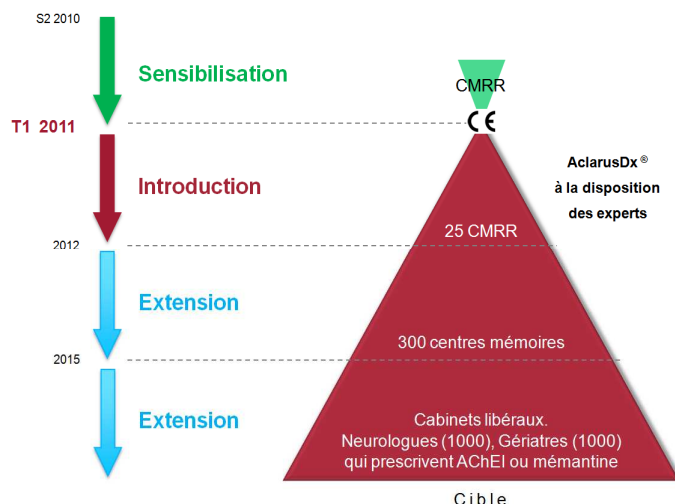 S2 2010
Sensibilisation
CMRR
T1 2011
CE
AclarusDx ®
à la disposition
des experts
Introduction
25 CMRR
2012
Extension
300 centres mémoires
2015
Extension
Cabinets libéraux.
Neurologues (1000), Gériatres (1000)
qui prescrivent AChEI ou mémantine
Cible